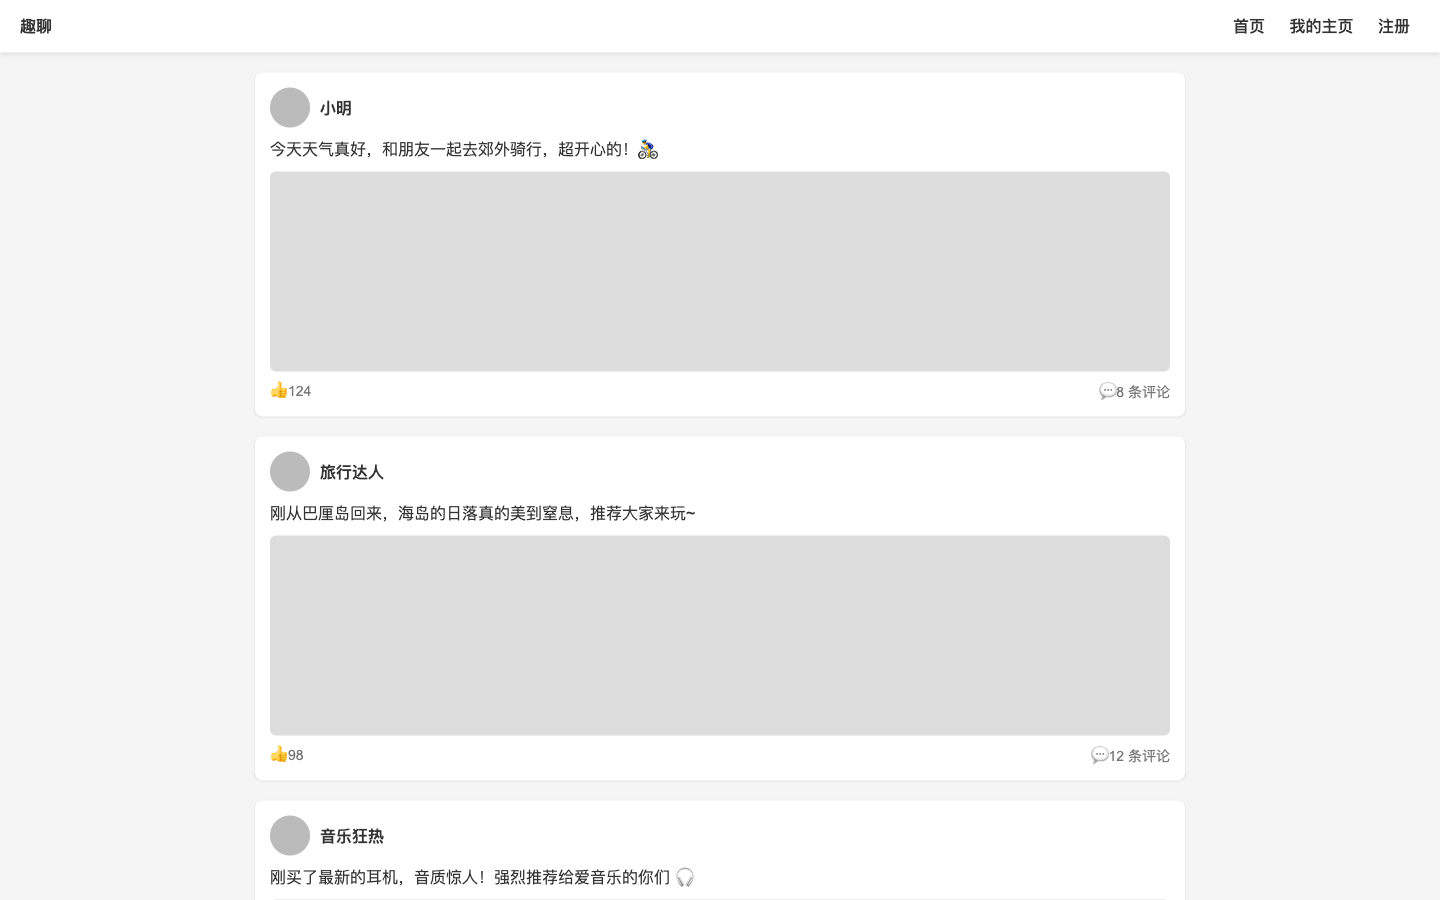 趣聊
首页 我的主页 注册
小明
今天天气真好，和朋友一起去郊外骑行，超开心的！🚴
👍124
💬8 条评论
旅行达人
刚从巴厘岛回来，海岛的日落真的美到窒息，推荐大家来玩~
👍98
💬12 条评论
音乐狂热
刚买了最新的耳机，音质惊人！强烈推荐给爱音乐的你们 🎧